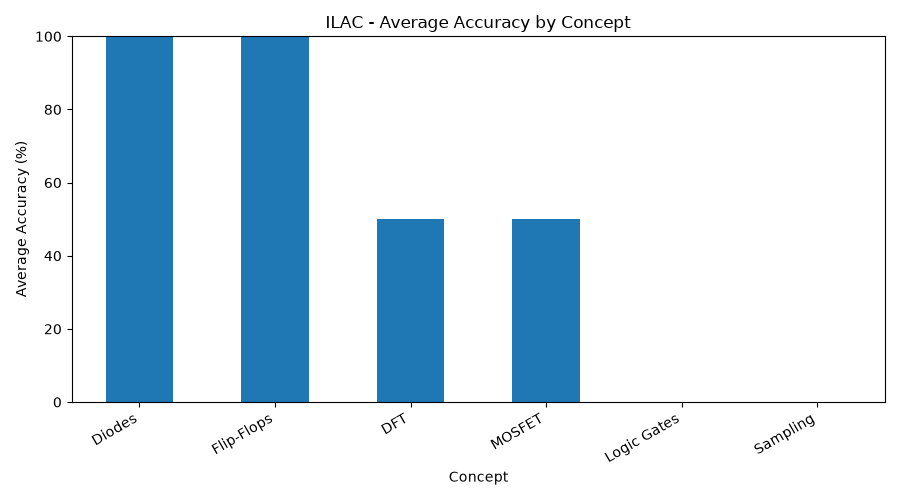 ILAC - Average Accuracy by Concept
Average Accuracy (%)
100
80
60
40
20
0
Diodes
Flip-Flops
DFT
MOSFET
Logic Gates
Sampling
Concept